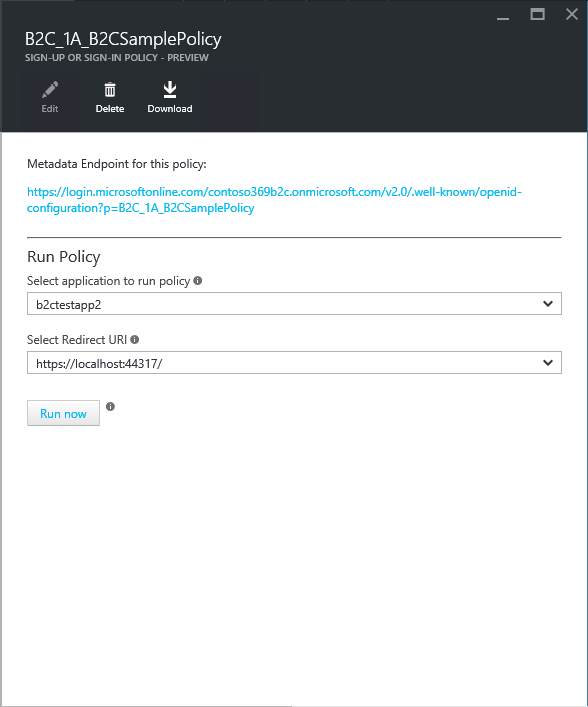 B2C_1A_B2CSamplePolicy
SIGN-UP OR SIGN-IN POLICY - PREVIEW
Edit Delete Download
Metadata Endpoint for this policy:
https://login.microsoftonline.com/contoso369b2c.onmicrosoft.com/v2.0/.well-known/openid-
configuration?p=B2C_1A_B2CSamplePolicy
Run Policy
Select application to run policy
b2ctestapp2
Select Redirect URI
https://localhost:44317/
Run now